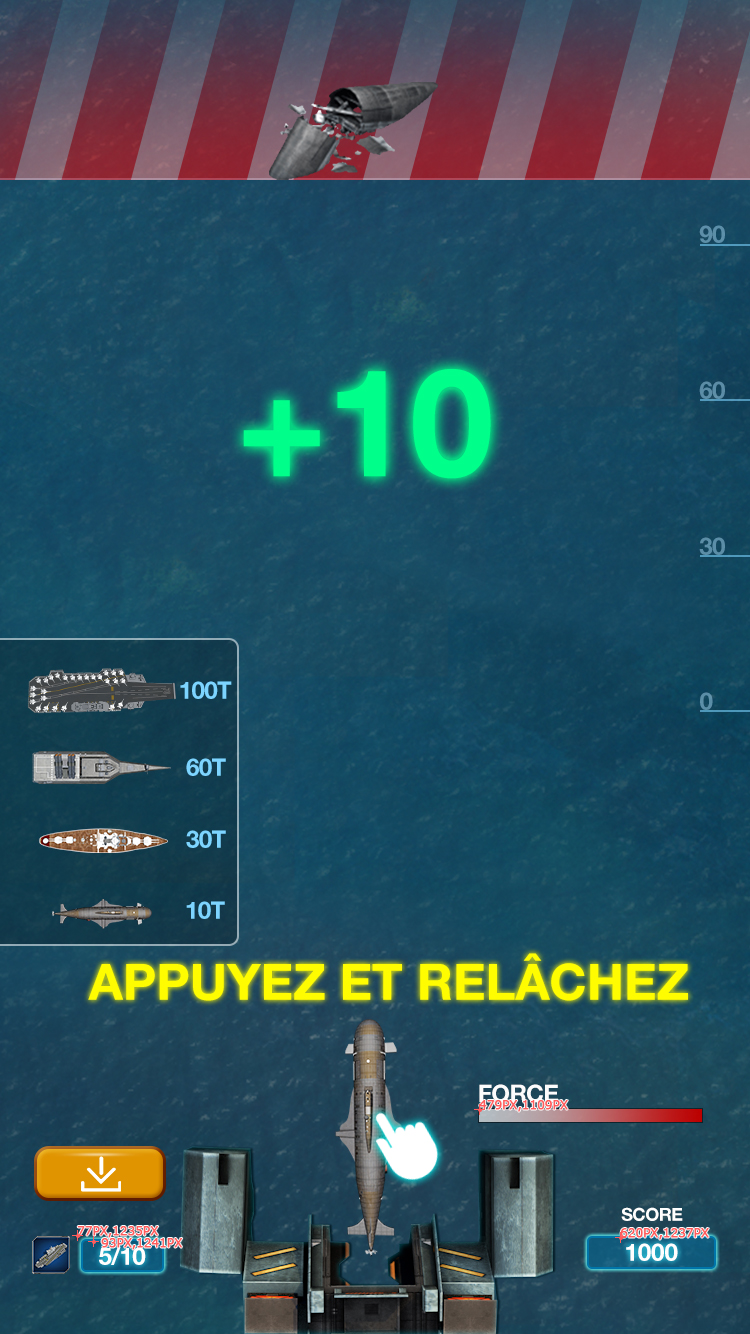 90
60
+10
30
0
100T
60T
30T
10T
APPUYEZ ET RELÂCHEZ
FORCE
479PX,1109PX
SCORE
77PX,1235PX
620PX,1237PX
93PX,1241PX
5/10
1000